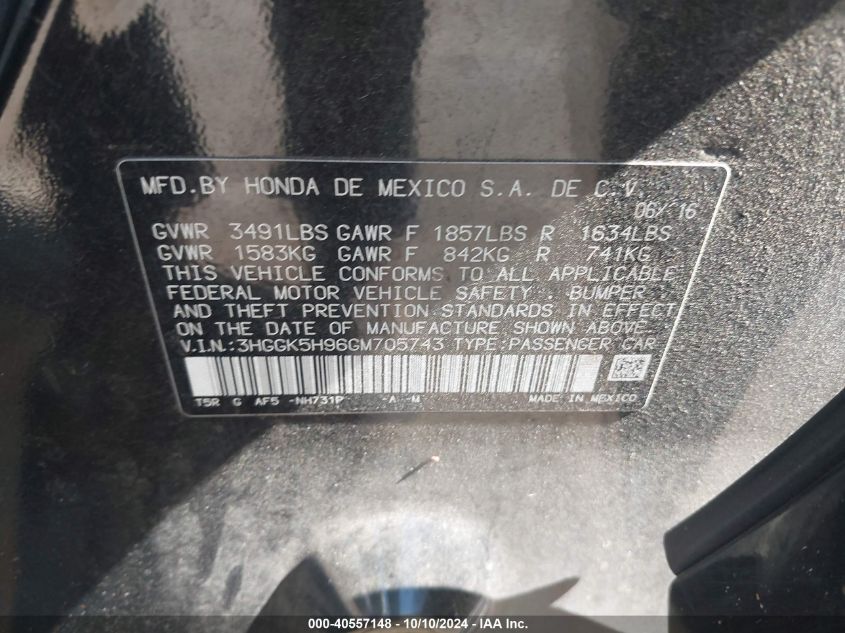 MFD.BY HONDA DE MEXICO S.A. DE C.V.
06/16
GVWR 3491LBS GAWR F 1857LBS R 1634LBS
GVWR 1583KG GAWR F 842KG R 741KG
THIS VEHICLE CONFORMS TO ALL APPLICABLE
FEDERAL MOTOR VEHICLE SAFETY , BUMPER
AND THEFT PREVENTION STANDARDS IN EFFECT
ON THE DATE OF MANUFACTURE SHOWN ABOVE.
V.I.N.:3HGGK5H96GM705743 TYPE:PASSENGER CAR
T5R G AF5 -NH731P -A -M MADE IN MEXICO
000-40557148 - 10/10/2024 - IAA Inc.